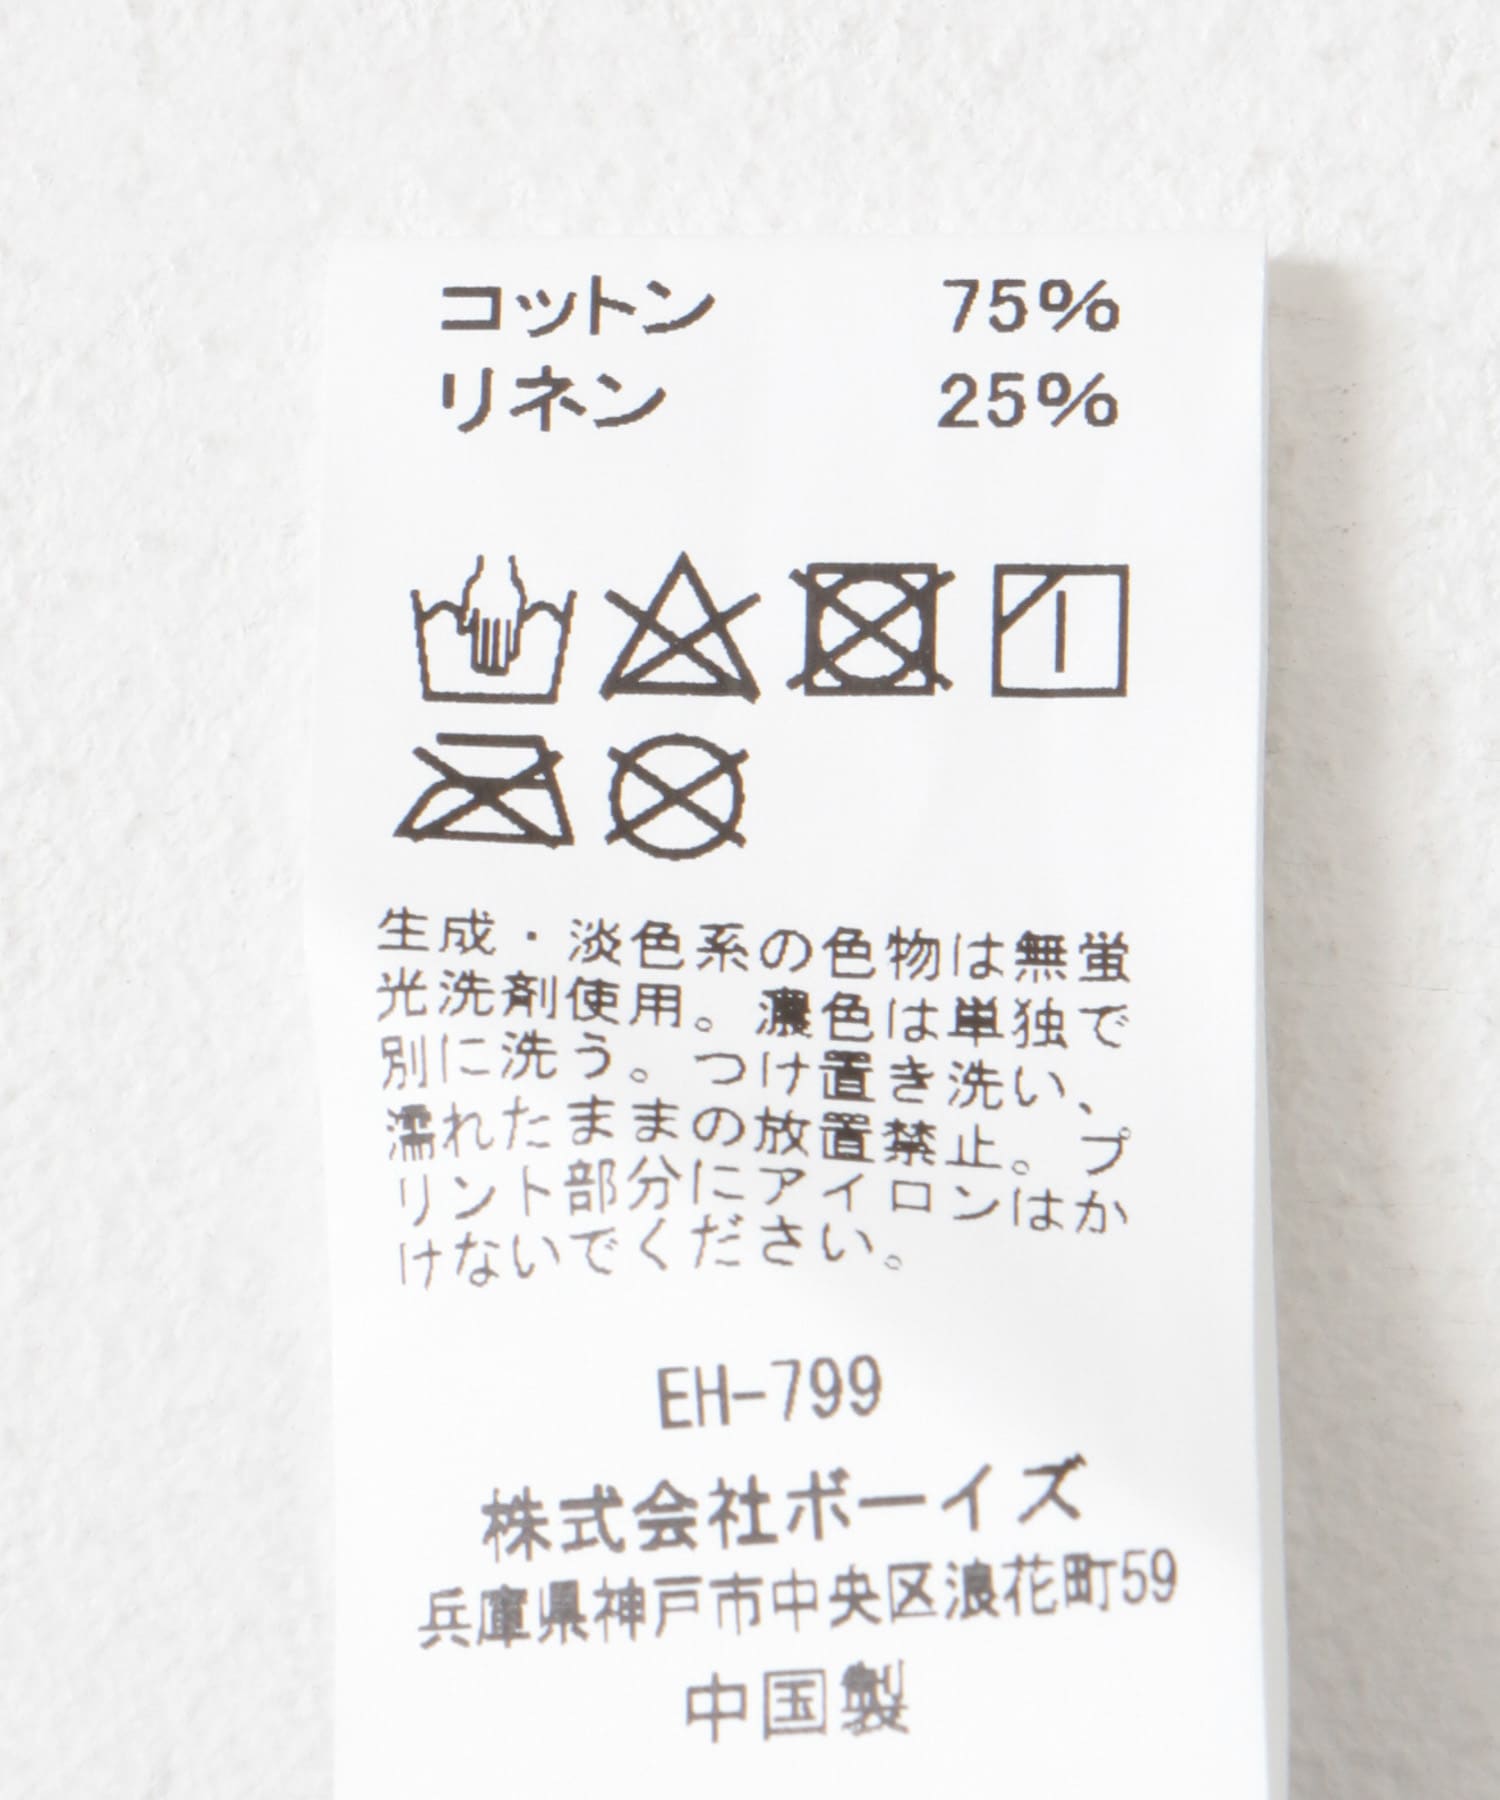 コットン 75%
リネン 25%
生成・淡色系の色物は無蛍
光洗剤使用。濃色は単独で
別に洗う。つけ置き洗い、
濡れたままの放置禁止。プ
リント部分にアイロンはか
けないでください。
EH-799
株式会社ボーイズ
兵庫県神戸市中央区浪花町59
中国製